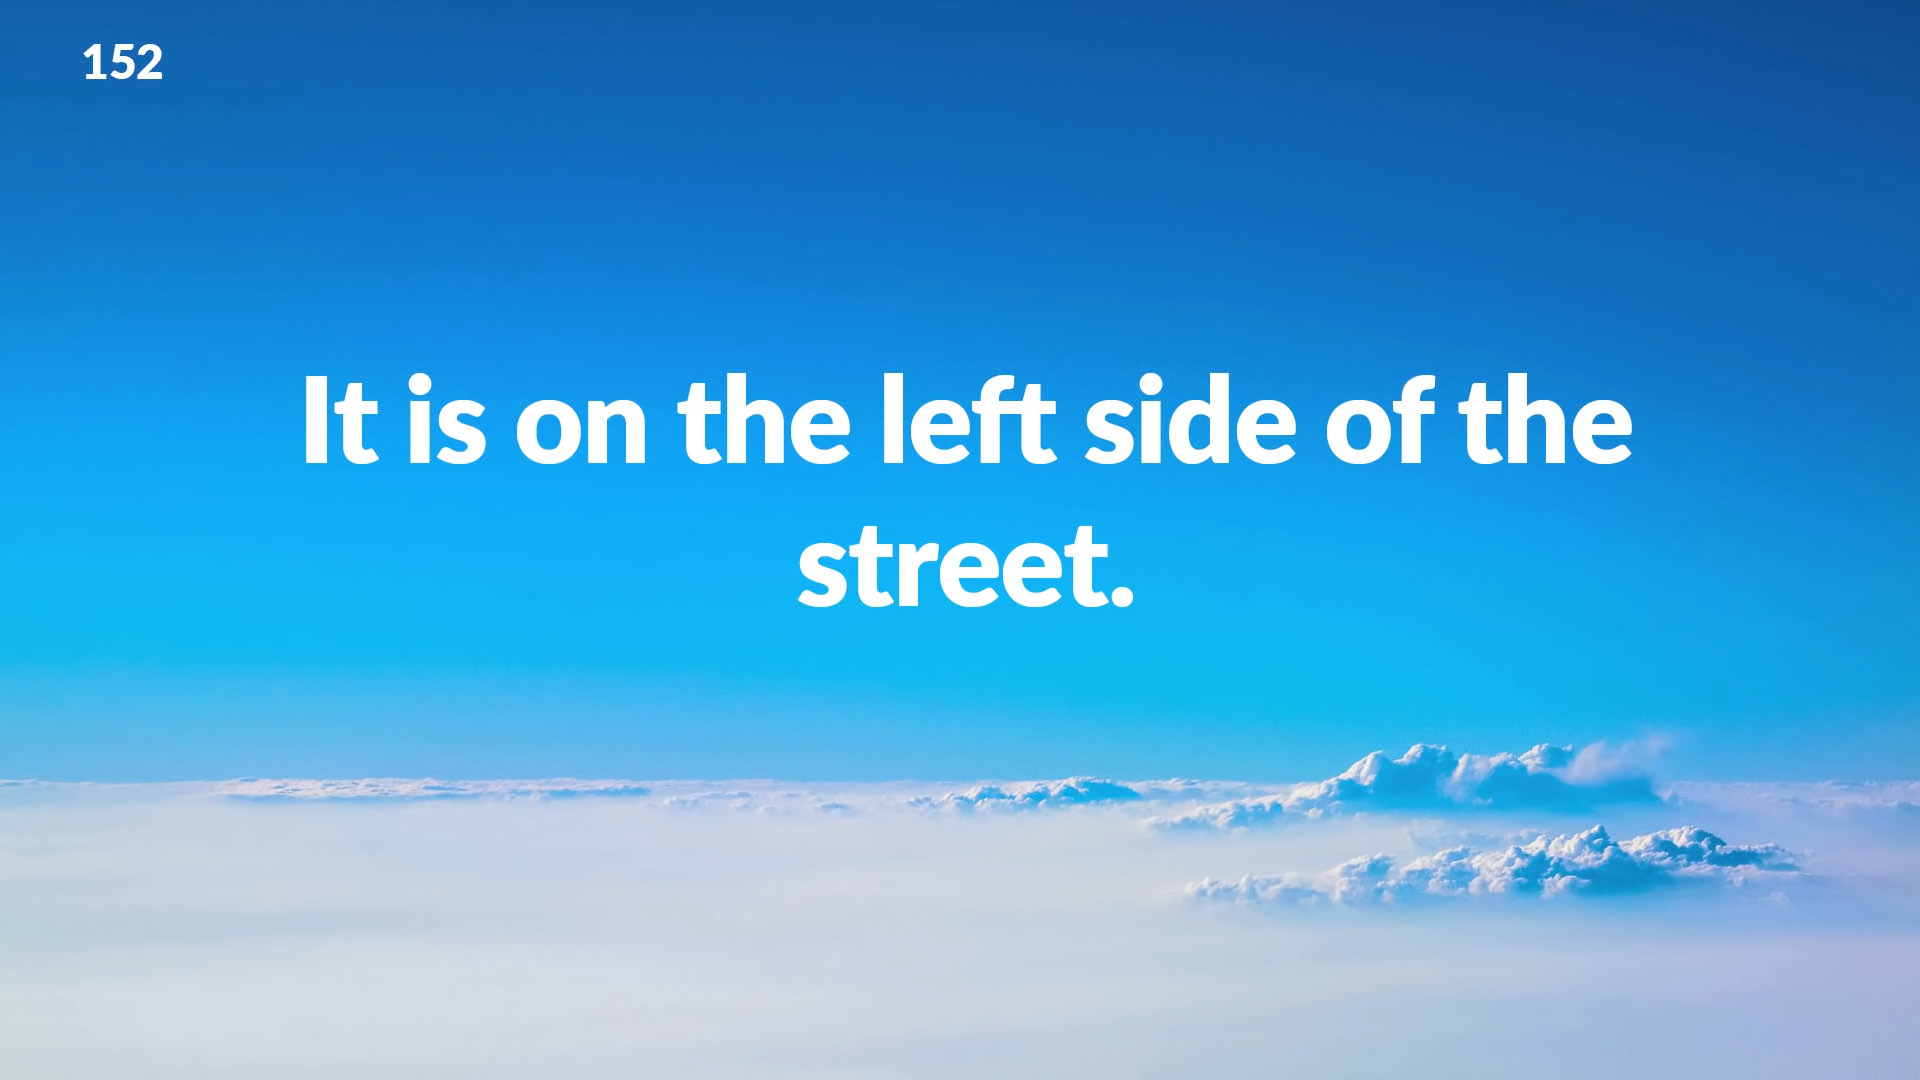 152
It is on the left side of the
street.